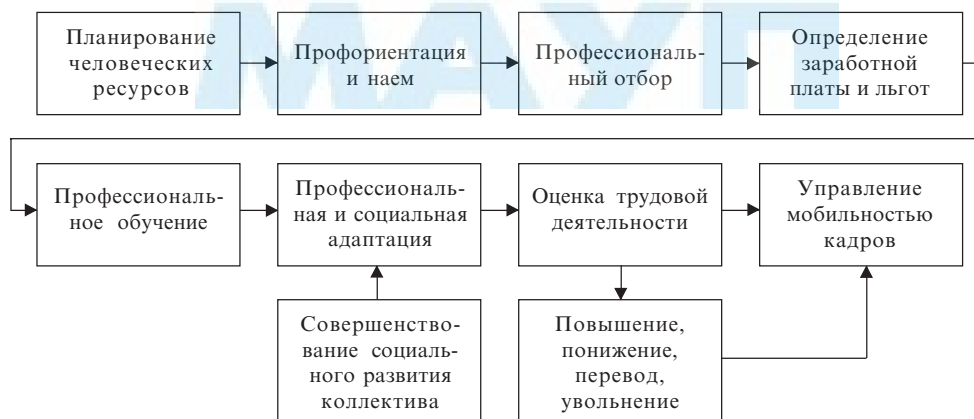 МАУП
Планирование
человеческих
ресурсов
Профориентация
и наем
Профессиональ-
ный отбор
Определение
заработной
платы и льгот
Профессиональ-
ное обучение
Профессиональ-
ная и социальная
адаптация
Оценка трудовой
деятельности
Управление
мобильностью
кадров
Совершенство-
вание социаль-
ного развития
коллектива
Повышение,
понижение,
перевод,
увольнение